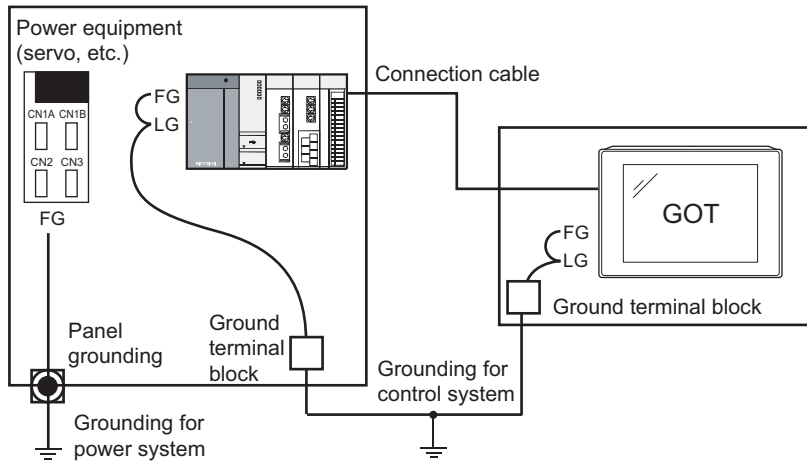 Power equipment
(servo, etc.)
CN1A CN1B
CN2 CN3
FG
FG
LG
Connection cable
GOT
FG
LG
Ground terminal block
Panel
grounding
Ground
terminal
block
Grounding for
control system
Grounding for
power system